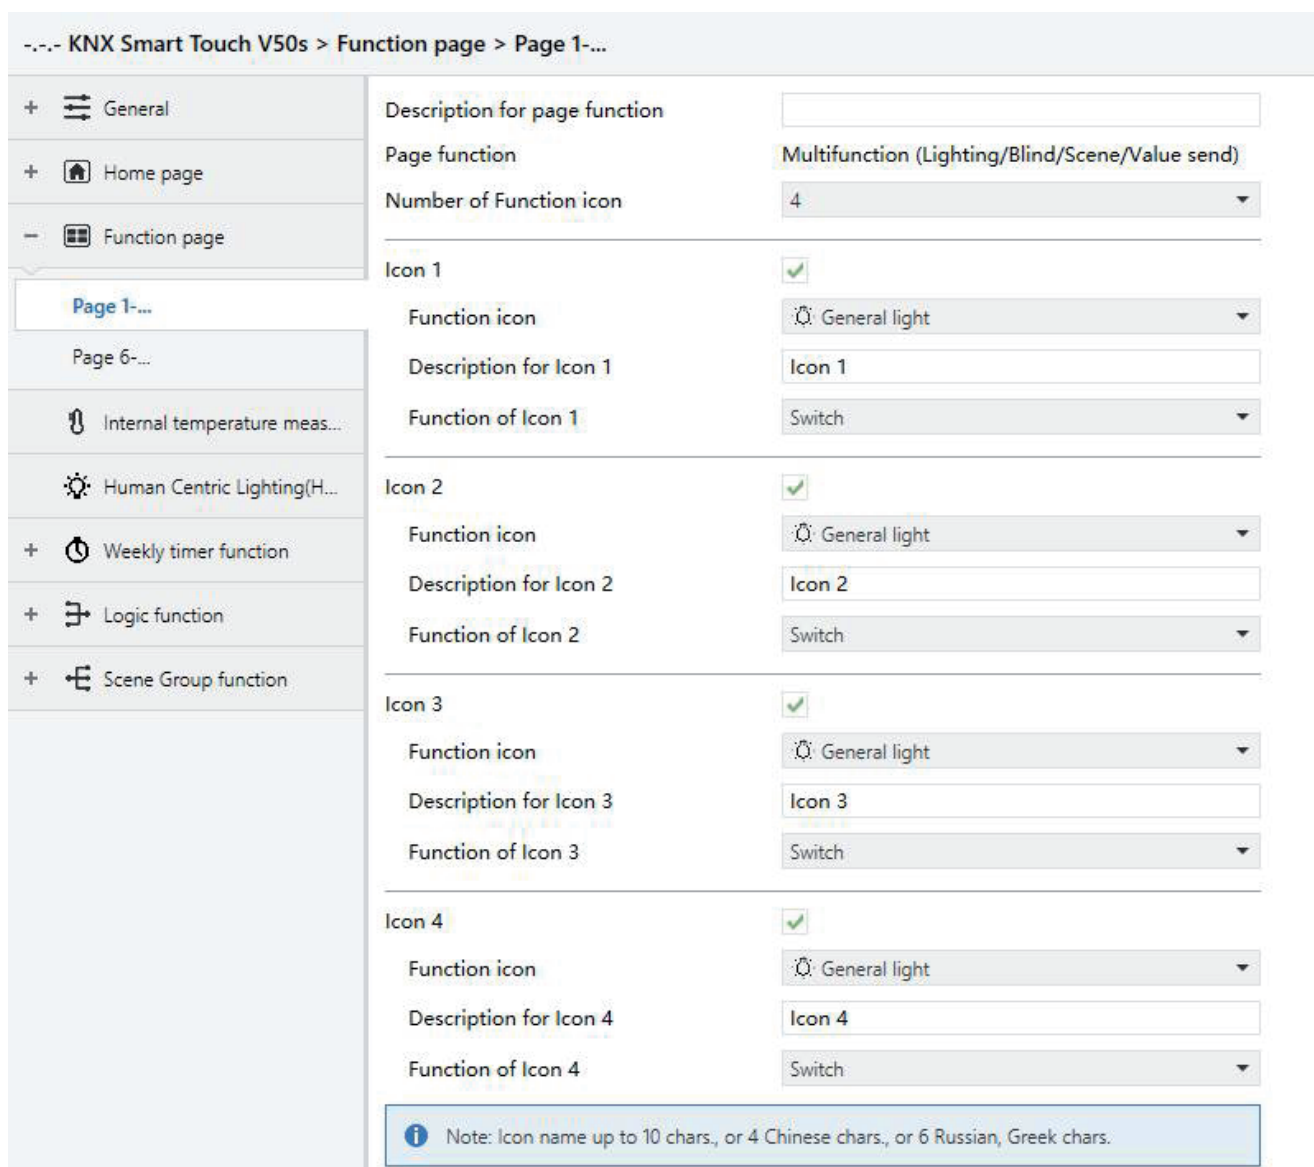 -.-.- KNX Smart Touch V50s > Function page > Page 1-...
+ General
+ Home page
− Function page
Page 1-...
Page 6-...
Internal temperature meas...
Human Centric Lighting(H...
+ Weekly timer function
+ Logic function
+ Scene Group function
Description for page function
Page function Multifunction (Lighting/Blind/Scene/Value send)
Number of Function icon 4
Icon 1
Function icon General light
Description for Icon 1 Icon 1
Function of Icon 1 Switch
Icon 2
Function icon General light
Description for Icon 2 Icon 2
Function of Icon 2 Switch
Icon 3
Function icon General light
Description for Icon 3 Icon 3
Function of Icon 3 Switch
Icon 4
Function icon General light
Description for Icon 4 Icon 4
Function of Icon 4 Switch
Note: Icon name up to 10 chars., or 4 Chinese chars., or 6 Russian, Greek chars.